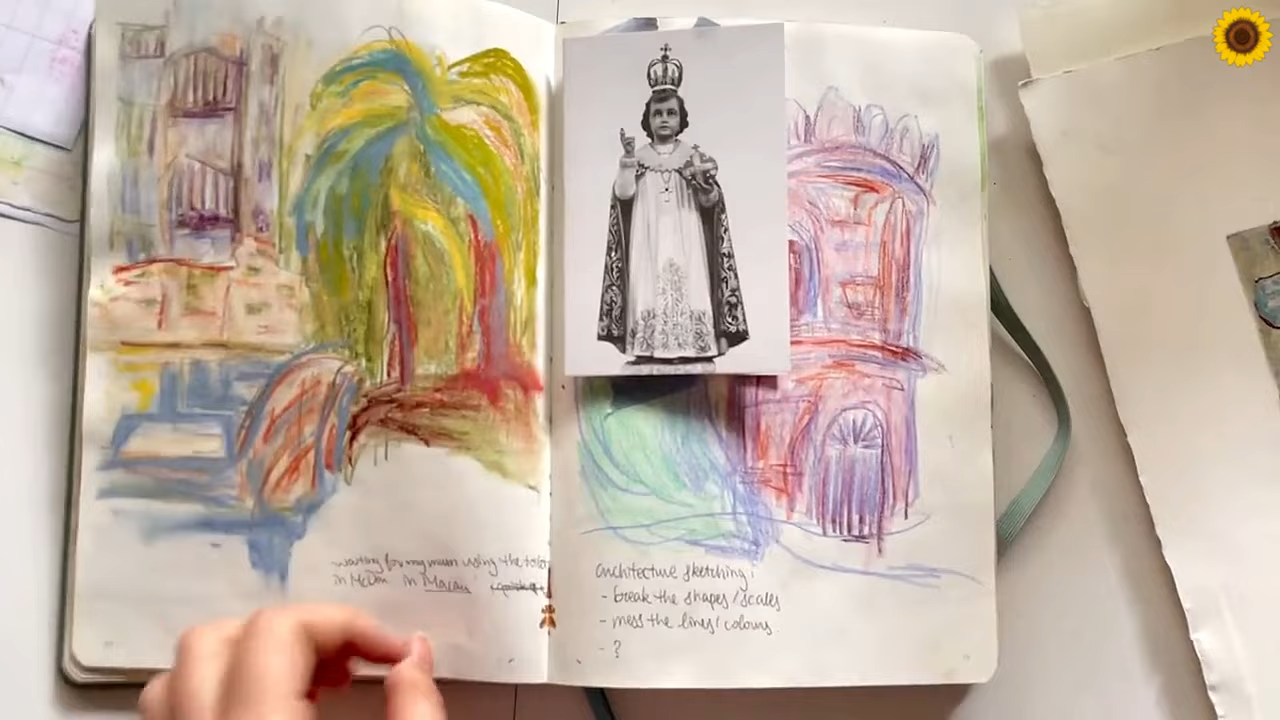 waiting for my mum using the toilet
in McDon. in Macau
architecture sketching:
- break the shapes/scales
- mess the lines/colours.
- ?